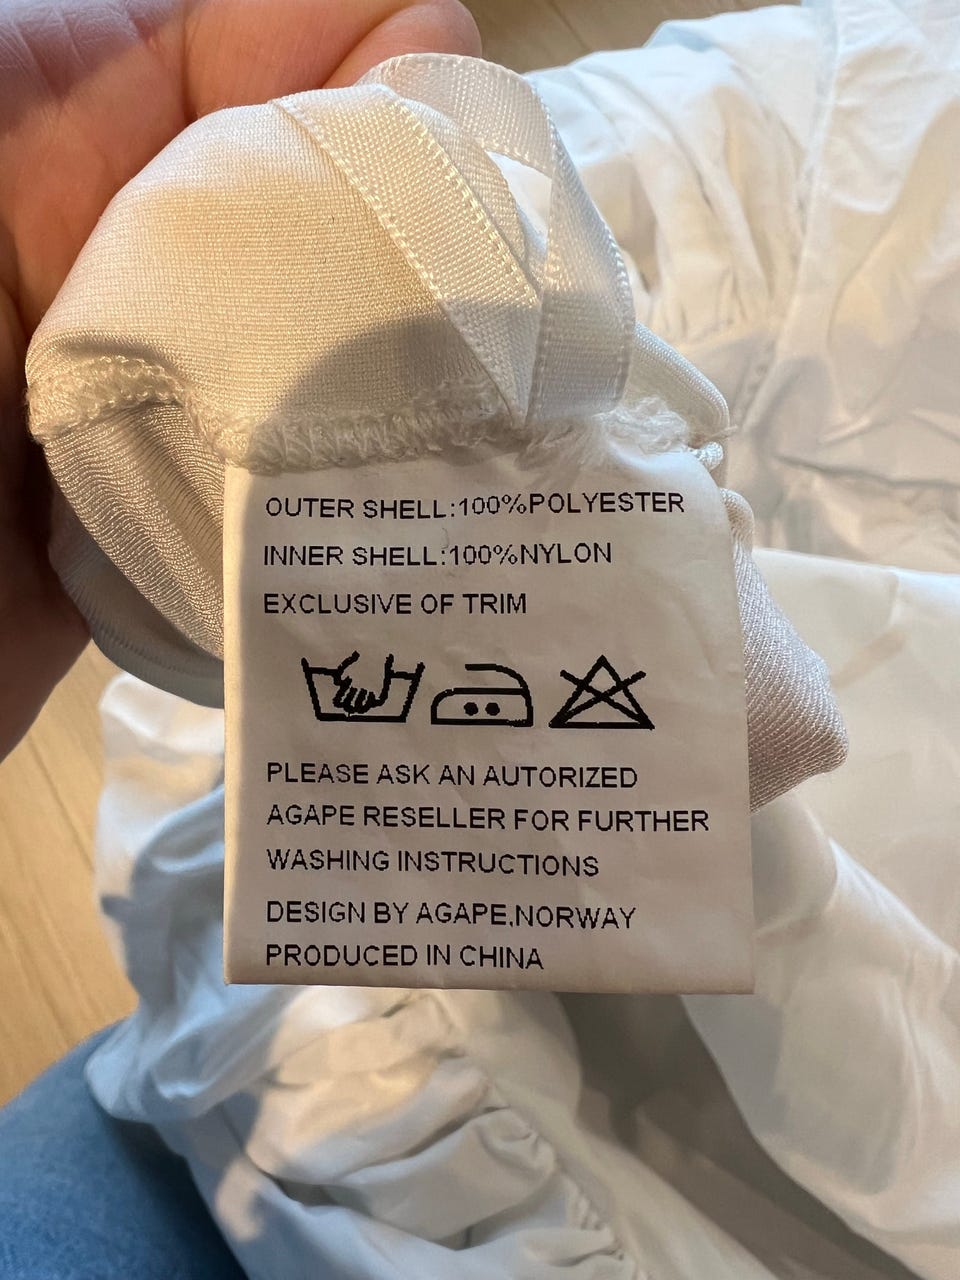 OUTER SHELL:100%POLYESTER
INNER SHELL:100%NYLON
EXCLUSIVE OF TRIM
PLEASE ASK AN AUTORIZED
AGAPE RESELLER FOR FURTHER
WASHING INSTRUCTIONS
DESIGN BY AGAPE,NORWAY
PRODUCED IN CHINA